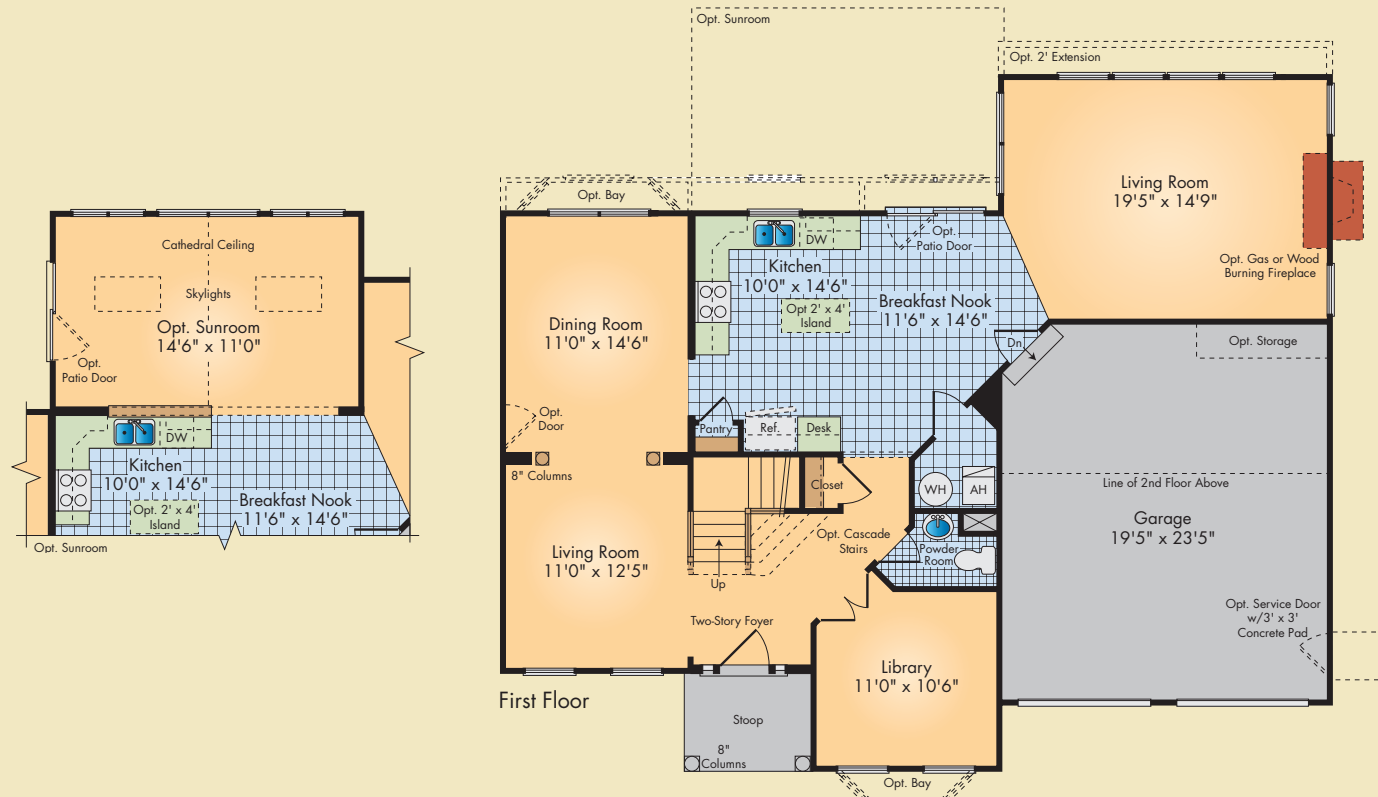 Cathedral Ceiling
Skylights
Opt. Sunroom
14'6" x 11'0"
Opt.
Patio Door
DW
Kitchen
10'0" x 14'6"
Opt. 2' x 4'
Island
Breakfast Nook
11'6" x 14'6"
Opt. Sunroom
Opt. Sunroom
Opt. 2' Extension
Opt. Bay
Living Room
19'5" x 14'9"
Opt. Gas or Wood
Burning Fireplace
DW
Opt.
Patio Door
Kitchen
10'0" x 14'6"
Opt 2' x 4'
Island
Breakfast Nook
11'6" x 14'6"
Dining Room
11'0" x 14'6"
Opt.
Door
Dn.
Opt. Storage
Pantry
Ref.
Desk
8" Columns
Closet
WH
AH
Line of 2nd Floor Above
Garage
19'5" x 23'5"
Opt. Cascade
Stairs
Powder
Room
Living Room
11'0" x 12'5"
Up
Two-Story Foyer
Opt. Service Door
w/3' x 3'
Concrete Pad
Library
11'0" x 10'6"
First Floor
Stoop
8"
Columns
Opt. Bay